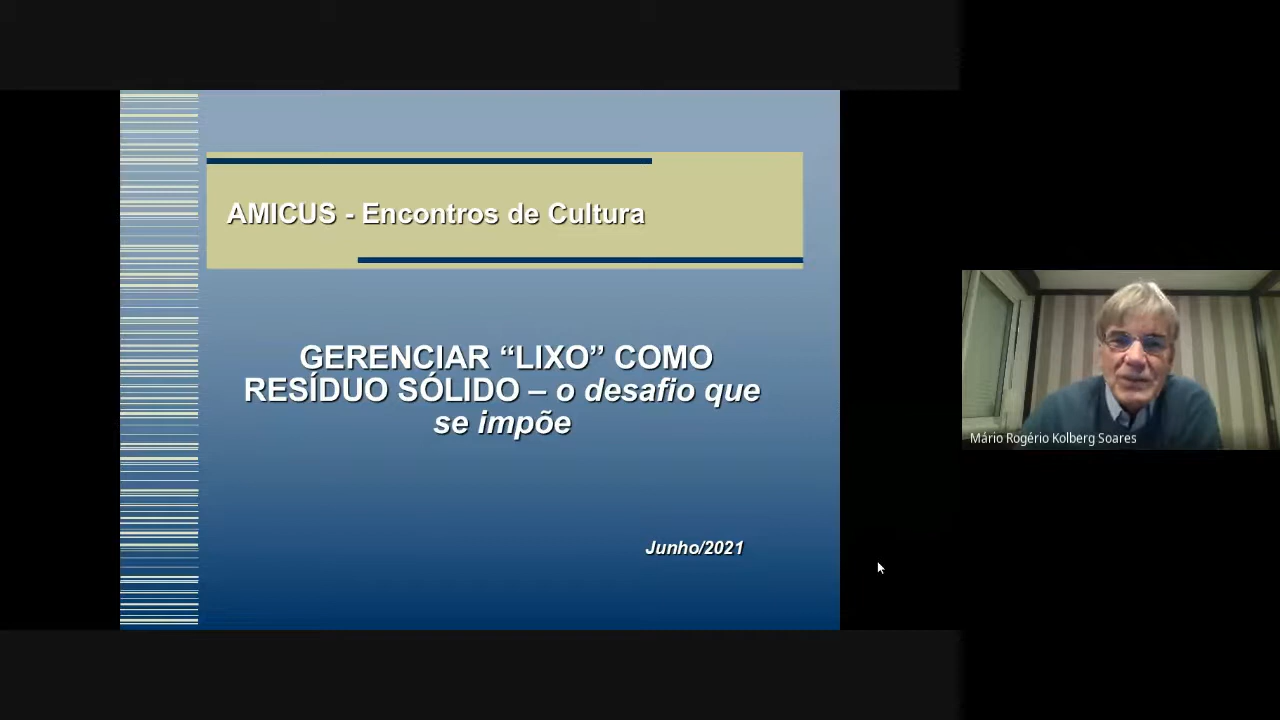 AMICUS - Encontros de Cultura
GERENCIAR “LIXO” COMO
RESÍDUO SÓLIDO – o desafio que
se impõe
Junho/2021
Mário Rogério Kolberg Soares